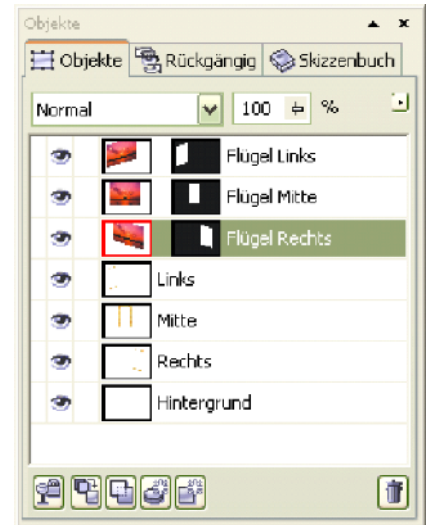 Objekte
Objekte Rückgängig Skizzenbuch
Normal 100 %
Flügel Links
Flügel Mitte
Flügel Rechts
Links
Mitte
Rechts
Hintergrund